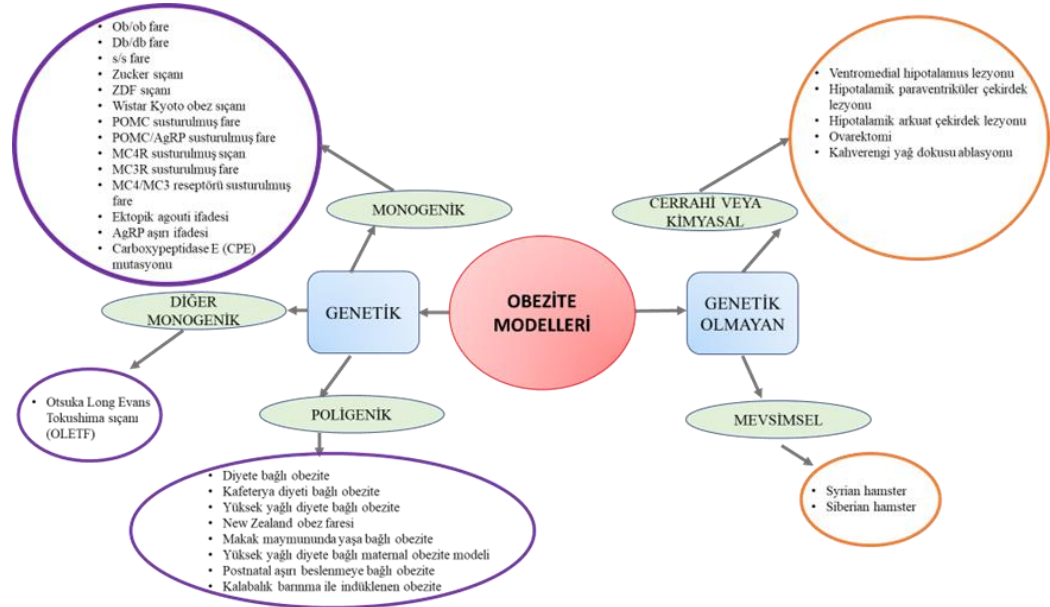 • Ob/ob fare
• Db/db fare
• s/s fare
• Zucker sıçanı
• ZDF sıçanı
• Wistar Kyoto obez sıçanı
• POMC susturulmuş fare
• POMC/AgRP susturulmuş fare
• MC4R susturulmuş sıçan
• MC3R susturulmuş fare
• MC4/MC3 reseptörü susturulmuş
fare
• Ektopik agouti ifadesi
• AgRP aşırı ifadesi
• Carboxypeptidase E (CPE)
mutasyonu
MONOGENİK
DİĞER
MONOGENİK
• Otsuka Long Evans
Tokushima sıçanı
(OLETF)
GENETİK
POLİGENİK
• Diyete bağlı obezite
• Kafeterya diyeti bağlı obezite
• Yüksek yağlı diyete bağlı obezite
• New Zealand obez faresi
• Makak maymununda yaşa bağlı obezite
• Yüksek yağlı diyete bağlı maternal obezite modeli
• Postnatal aşırı beslenmeye bağlı obezite
• Kalabalık barınma ile indüklenen obezite
OBEZİTE
MODELLERİ
GENETİK
OLMAYAN
CERRAHİ VEYA
KİMYASAL
• Ventromedial hipotalamus lezyonu
• Hipotalamik paraventriküler çekirdek
lezyonu
• Hipotalamik arkuat çekirdek lezyonu
• Ovarektomi
• Kahverengi yağ dokusu ablasyonu
MEVSİMSEL
• Syrian hamster
• Siberian hamster